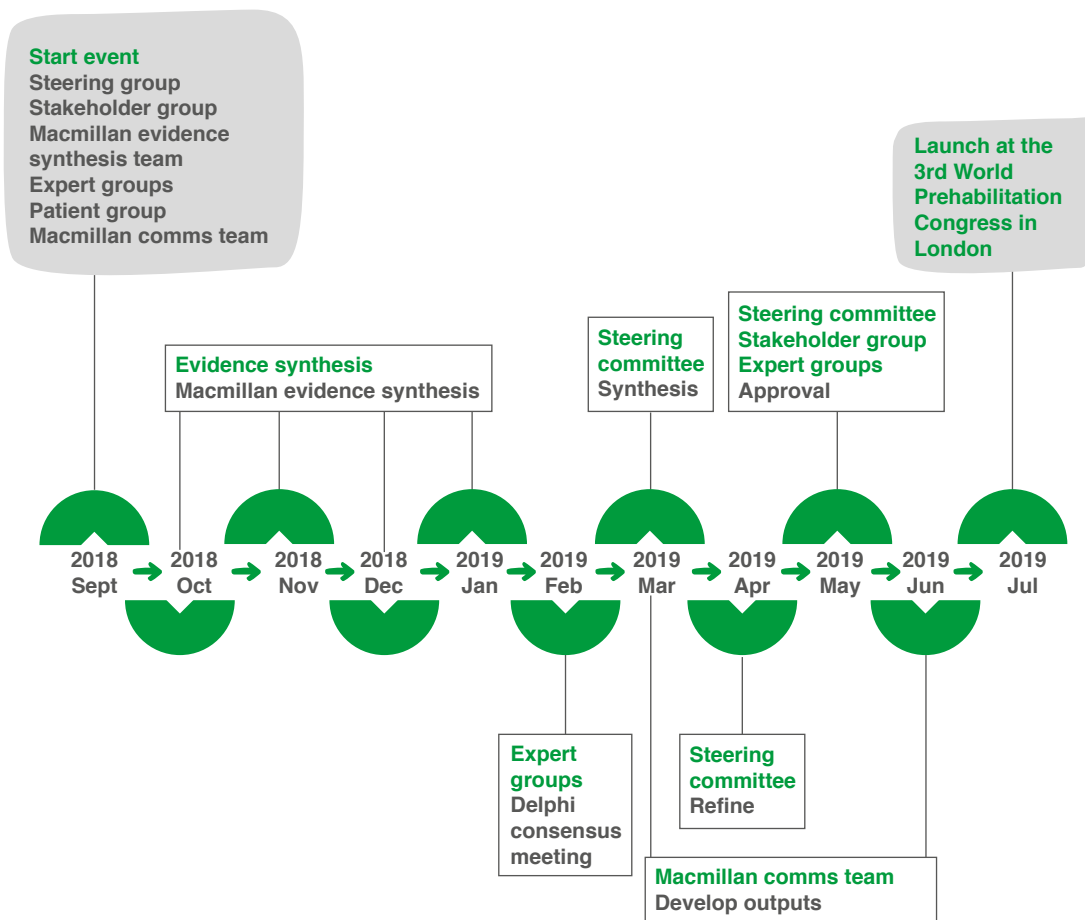 Start event
Steering group
Stakeholder group
Macmillan evidence
synthesis team
Expert groups
Patient group
Macmillan comms team
Launch at the
3rd World
Prehabilitation
Congress in
London
Evidence synthesis
Macmillan evidence synthesis
Steering
committee
Synthesis
Steering committee
Stakeholder group
Expert groups
Approval
2018
Sept
2018
Oct
2018
Nov
2018
Dec
2019
Jan
2019
Feb
2019
Mar
2019
Apr
2019
May
2019
Jun
2019
Jul
Expert
groups
Delphi
consensus
meeting
Steering
committee
Refine
Macmillan comms team
Develop outputs